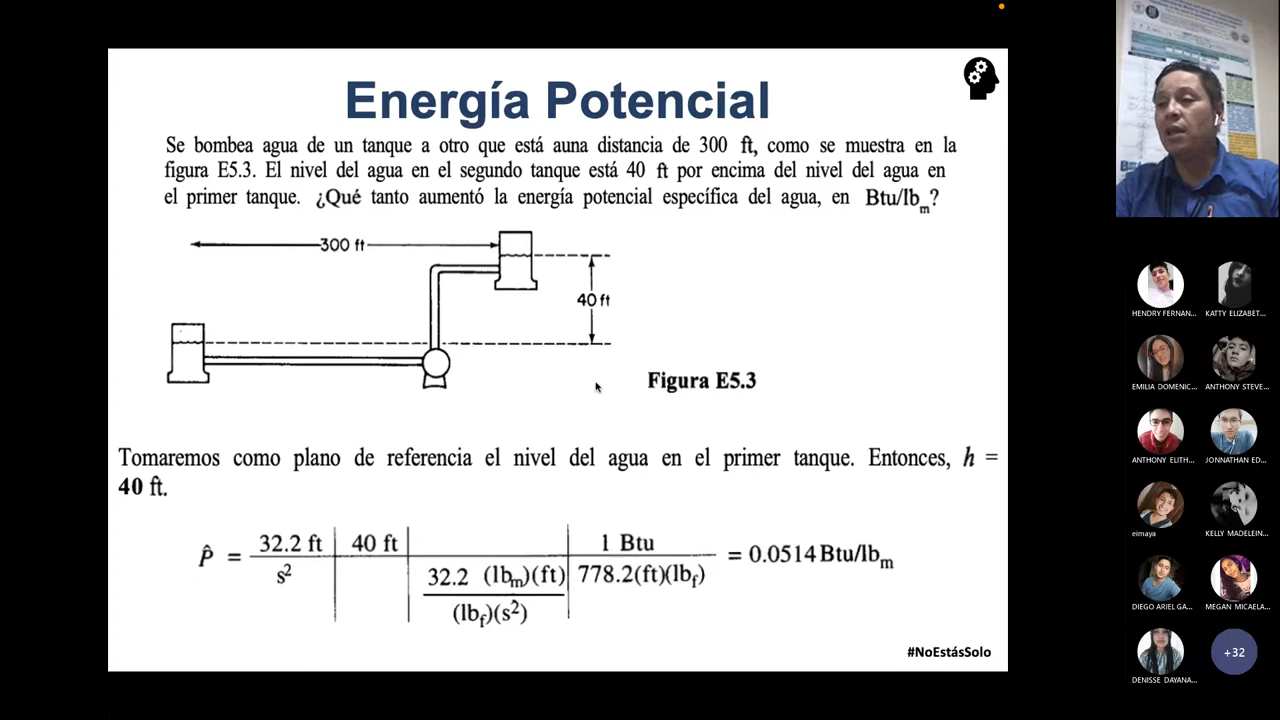 Energía Potencial
Se bombea agua de un tanque a otro que está auna distancia de 300 ft, como se muestra en la
figura E5.3. El nivel del agua en el segundo tanque está 40 ft por encima del nivel del agua en
el primer tanque. ¿Qué tanto aumentó la energía potencial específica del agua, en Btu/lbm?
300 ft
40 ft
Figura E5.3
Tomaremos como plano de referencia el nivel del agua en el primer tanque. Entonces, h =
40 ft.
P̂ = 32.2 ft 40 ft 1 Btu = 0.0514 Btu/lbm
s² 32.2 (lbm)(ft) 778.2(ft)(lbf)
(lbf)(s²)
#NoEstásSolo
HENDRY FERNAN... KATTY ELIZABET...
EMILIA DOMENIC... ANTHONY STEVE...
ANTHONY ELITH... JONNATHAN ED...
eimaya KELLY MADELEIN...
DIEGO ARIEL GA... MEGAN MICAELA...
DENISSE DAYANA... +32